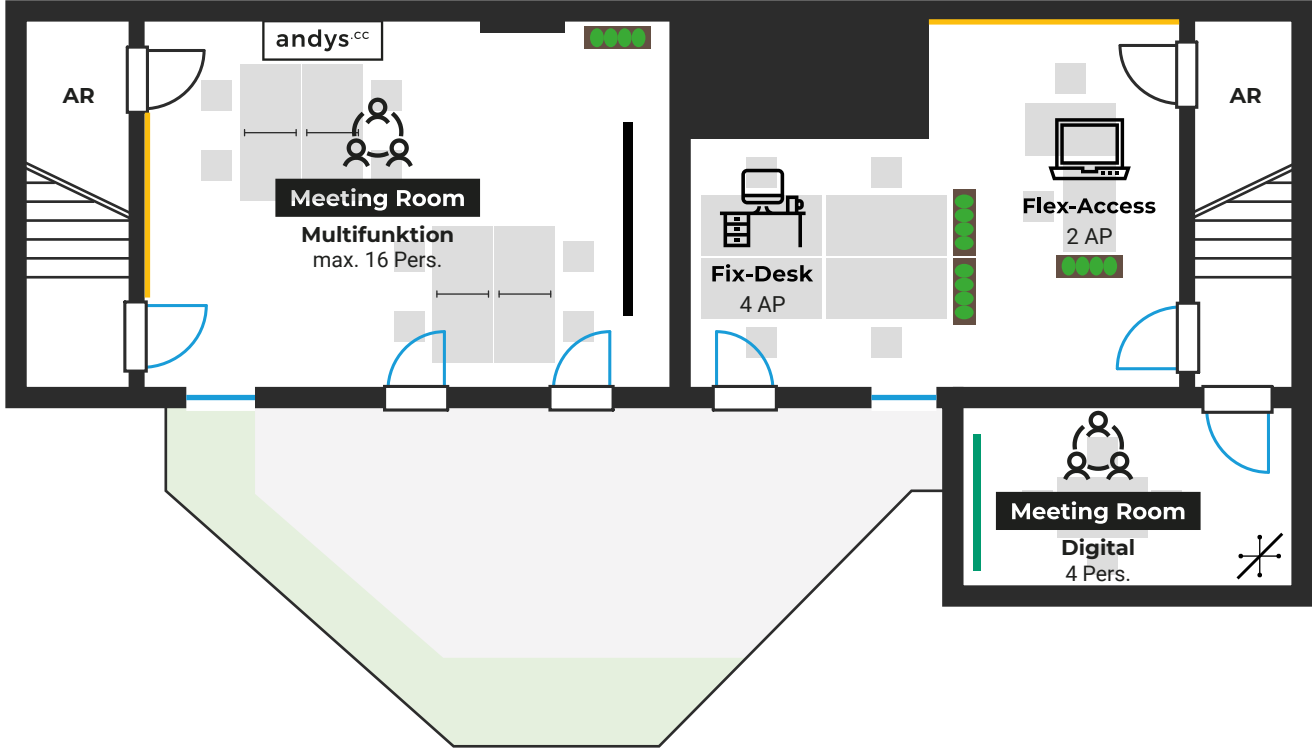 andys.cc
AR
AR
Meeting Room
Multifunktion
max. 16 Pers.
Flex-Access
2 AP
Fix-Desk
4 AP
Meeting Room
Digital
4 Pers.